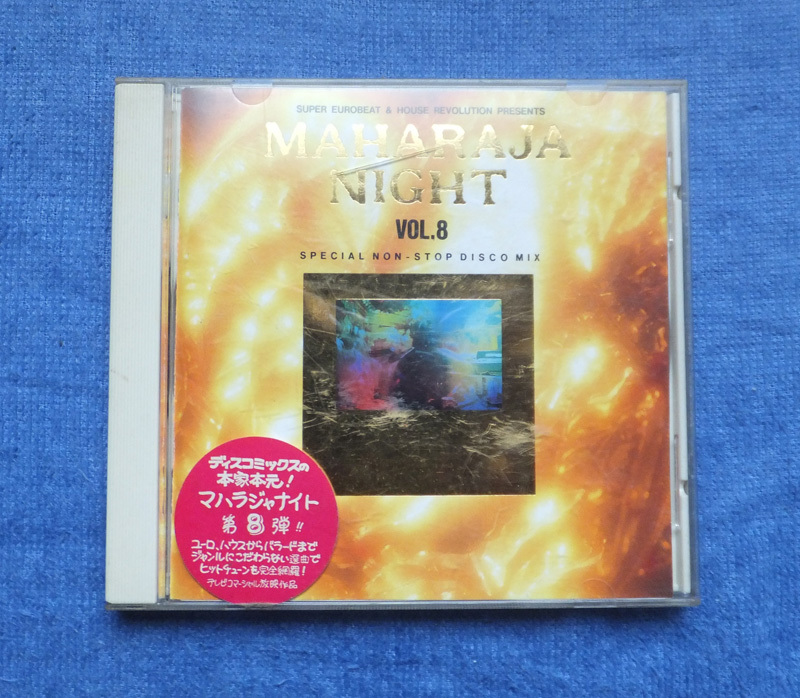 SUPER EUROBEAT & HOUSE REVOLUTION PRESENTS
MAHARAJA
NIGHT
VOL.8
SPECIAL NON-STOP DISCO MIX
ディスコミックスの
本家本元!
マハラジャナイト
第8弾!!
ユーロ、ハウスからバラードまで
ジャンルにこだわらない選曲で
ヒットチューンを完全網羅!
テレビコマーシャル放映作品